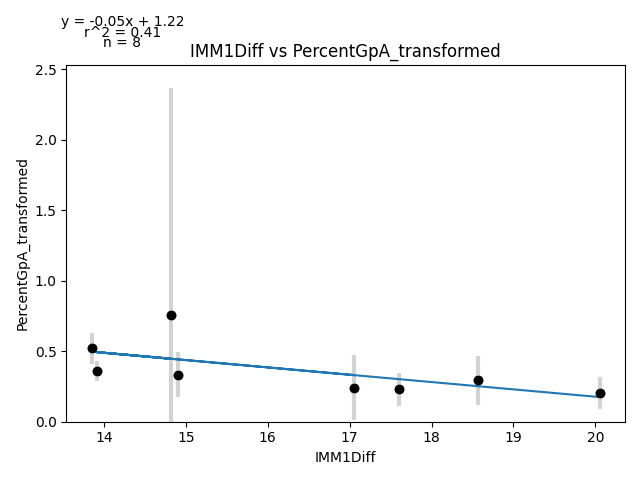 y = -0.05x + 1.22
r^2 = 0.41
n = 8
IMM1Diff vs PercentGpA_transformed
2.5
2.0
1.5
1.0
0.5
0.0
PercentGpA_transformed
14 15 16 17 18 19 20
IMM1Diff